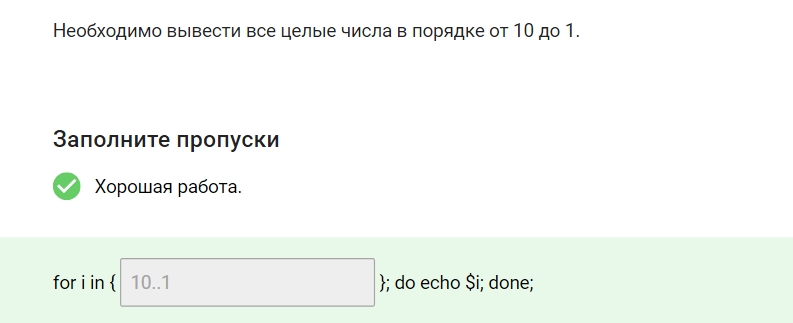 Необходимо вывести все целые числа в порядке от 10 до 1.
Заполните пропуски
Хорошая работа.
for i in { 10..1 }; do echo $i; done;